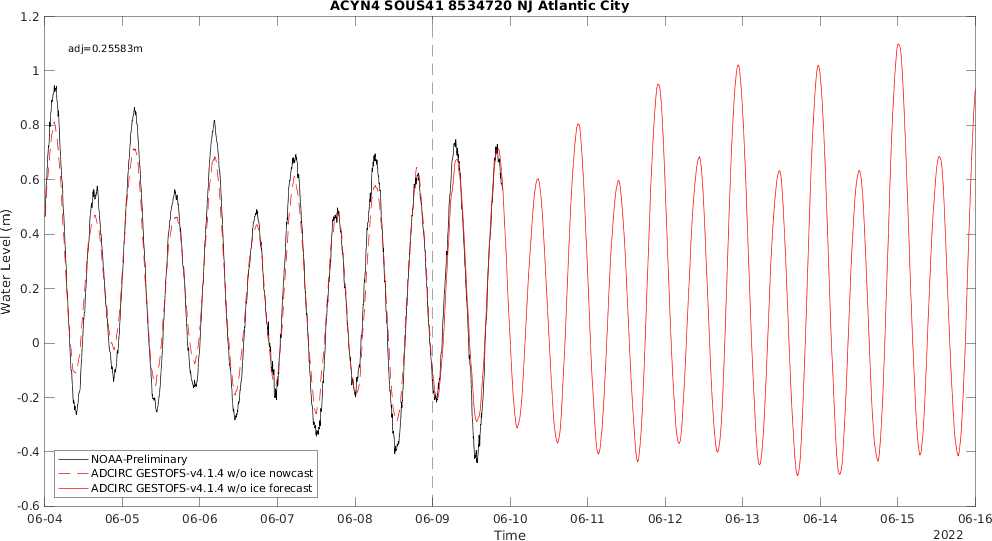 ACYN4 SOUS41 8534720 NJ Atlantic City
adj=0.25583m
1.2
1
0.8
0.6
0.4
0.2
0
-0.2
-0.4
-0.6
Water Level (m)
NOAA-Preliminary
ADCIRC GESTOFS-v4.1.4 w/o ice nowcast
ADCIRC GESTOFS-v4.1.4 w/o ice forecast
06-04 06-05 06-06 06-07 06-08 06-09 06-10 06-11 06-12 06-13 06-14 06-15 06-16
Time
2022